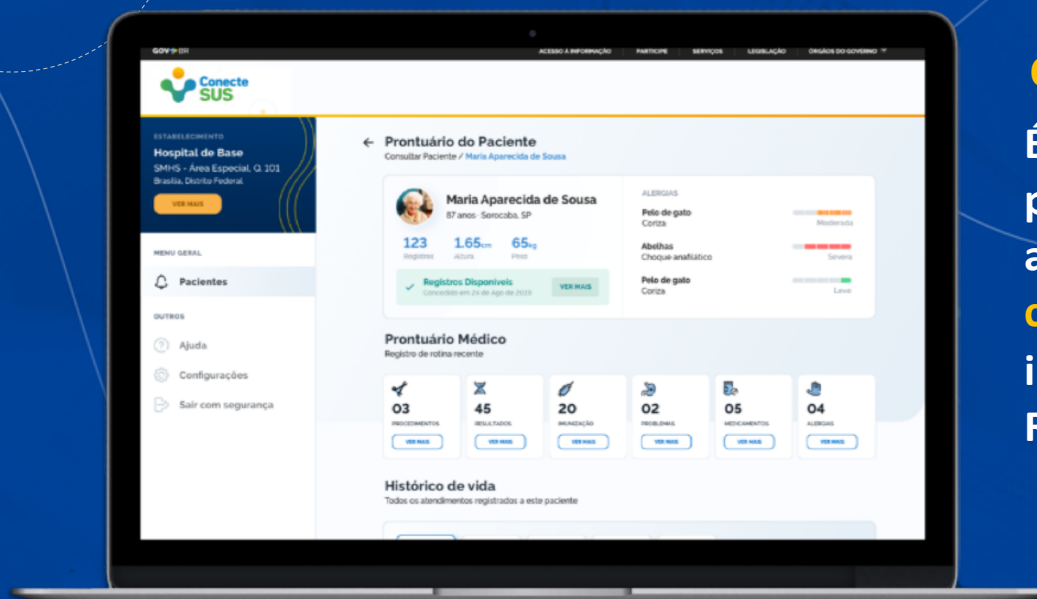 GOV BR
ACESSO À INFORMAÇÃO PARTICIPE SERVIÇOS LEGISLAÇÃO ÓRGÃOS DO GOVERNO
Conecte
SUS
ESTABELECIMENTO
Hospital de Base
SMHS - Área Especial, Q. 101
Brasília, Distrito Federal
VER MAIS
MENU GERAL
Pacientes
OUTROS
Ajuda
Configurações
Sair com segurança
Prontuário do Paciente
Consultar Paciente / Maria Aparecida de Sousa
Maria Aparecida de Sousa
87 anos · Sorocaba, SP
123 1.65cm 65kg
Registros Altura Peso
Registros Disponíveis
Concedido em 24 de Ago de 2019
VER MAIS
ALERGIAS
Pelo de gato
Coriza Moderada
Abelhas
Choque anafilático Severa
Pelo de gato
Coriza Leve
Prontuário Médico
Registro de rotina recente
03 45 20 02 05 04
PROCEDIMENTOS RESULTADOS IMUNIZAÇÃO PROBLEMAS MEDICAMENTOS ALERGIAS
VER MAIS VER MAIS VER MAIS VER MAIS VER MAIS VER MAIS
Histórico de vida
Todos os atendimentos registrados a este paciente
É
p
a
i